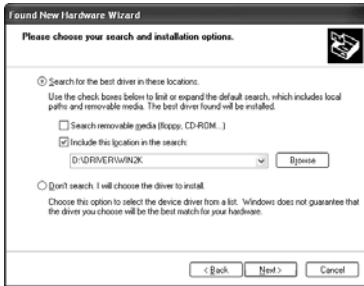 Found New Hardware Wizard
Please choose your search and installation options.
Search for the best driver in these locations.
Use the check boxes below to limit or expand the default search, which includes local
paths and removable media. The best driver found will be installed.
Search removable media (floppy, CD-ROM...)
Include this location in the search:
D:\DRIVER\WIN2K
Browse
Don't search. I will choose the driver to install.
Choose this option to select the device driver from a list. Windows does not guarantee that
the driver you choose will be the best match for your hardware.
< Back Next > Cancel